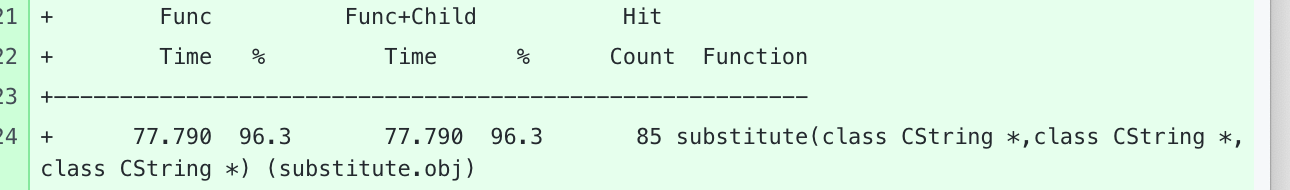 21 +        Func          Func+Child           Hit
22 +        Time   %         Time      %      Count  Function
23 +---------------------------------------------------------
24 +      77.790  96.3      77.790  96.3       85 substitute(class CString *,class CString *,
class CString *) (substitute.obj)